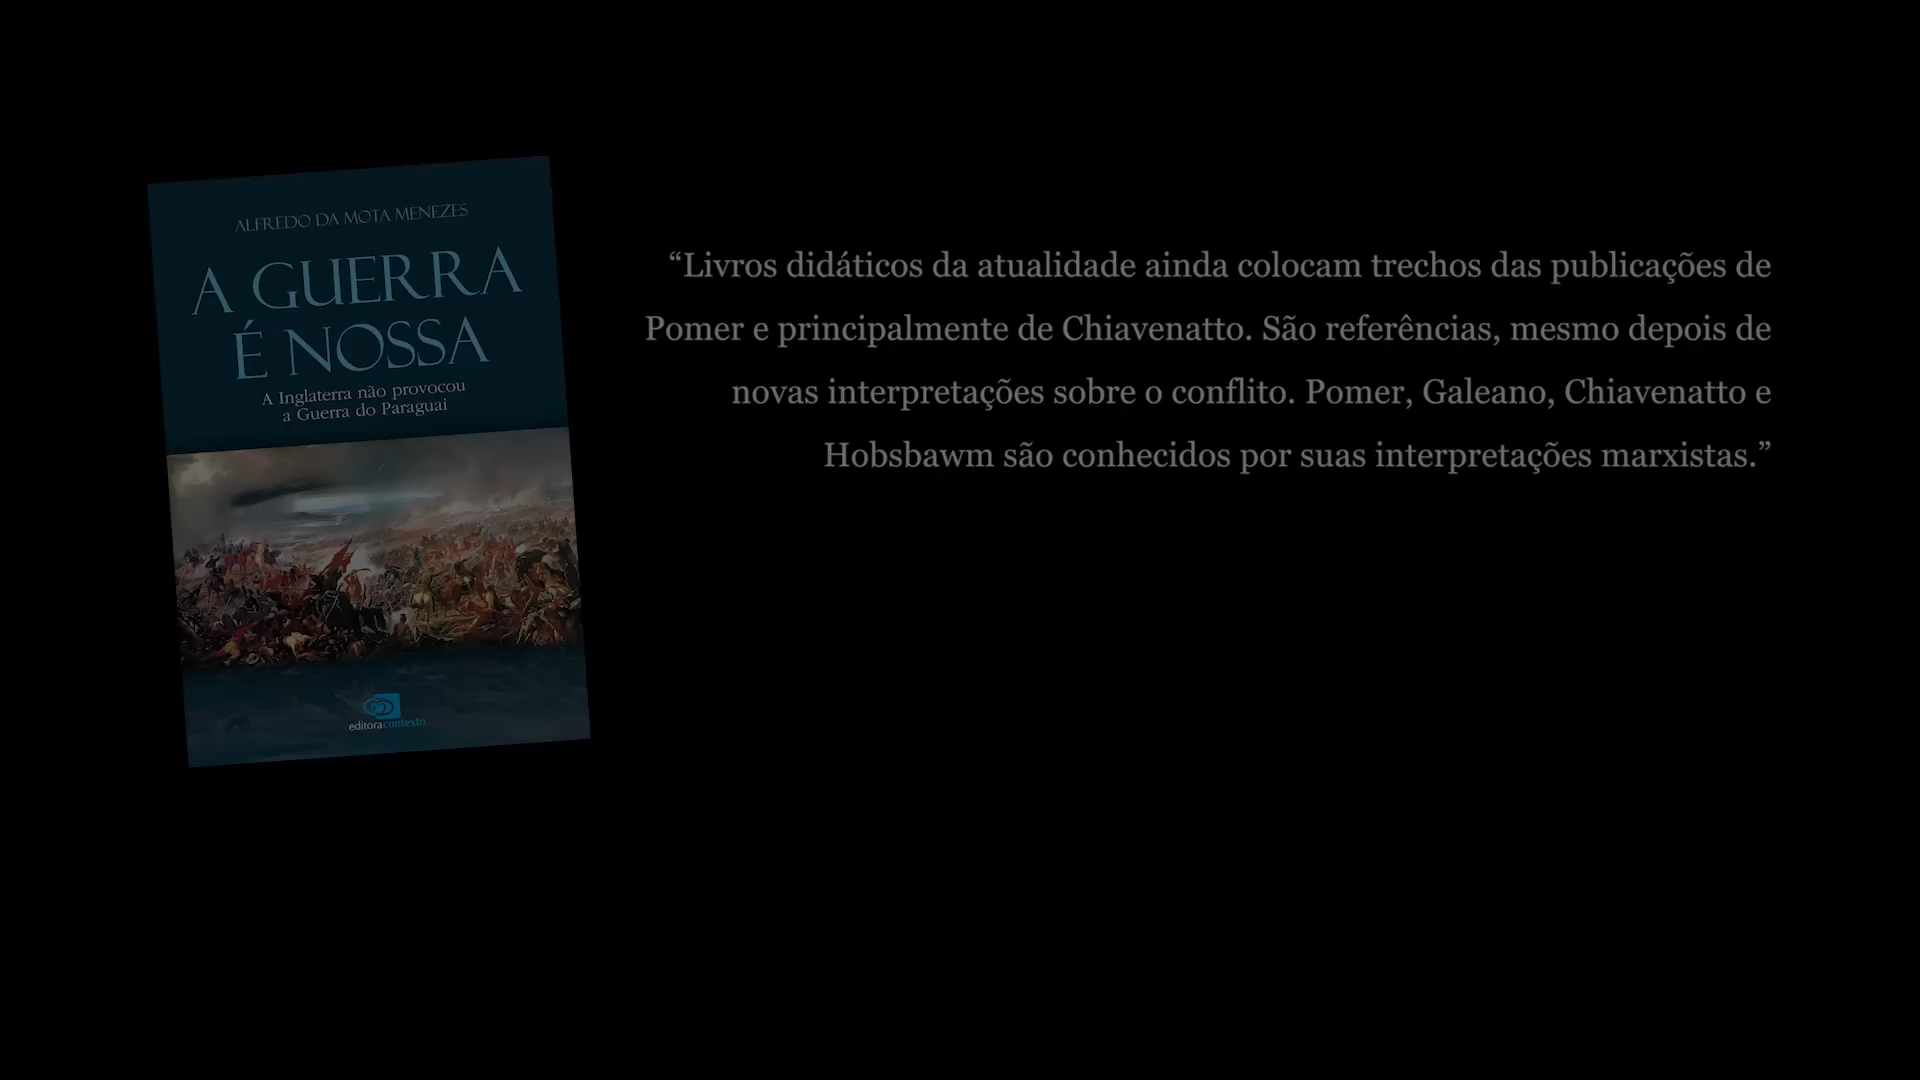 ALFREDO DA MOTA MENEZES
A GUERRA
É NOSSA
A Inglaterra não provocou
a Guerra do Paraguai
editoracontexto
“Livros didáticos da atualidade ainda colocam trechos das publicações de
Pomer e principalmente de Chiavenatto. São referências, mesmo depois de
novas interpretações sobre o conflito. Pomer, Galeano, Chiavenatto e
Hobsbawm são conhecidos por suas interpretações marxistas.”